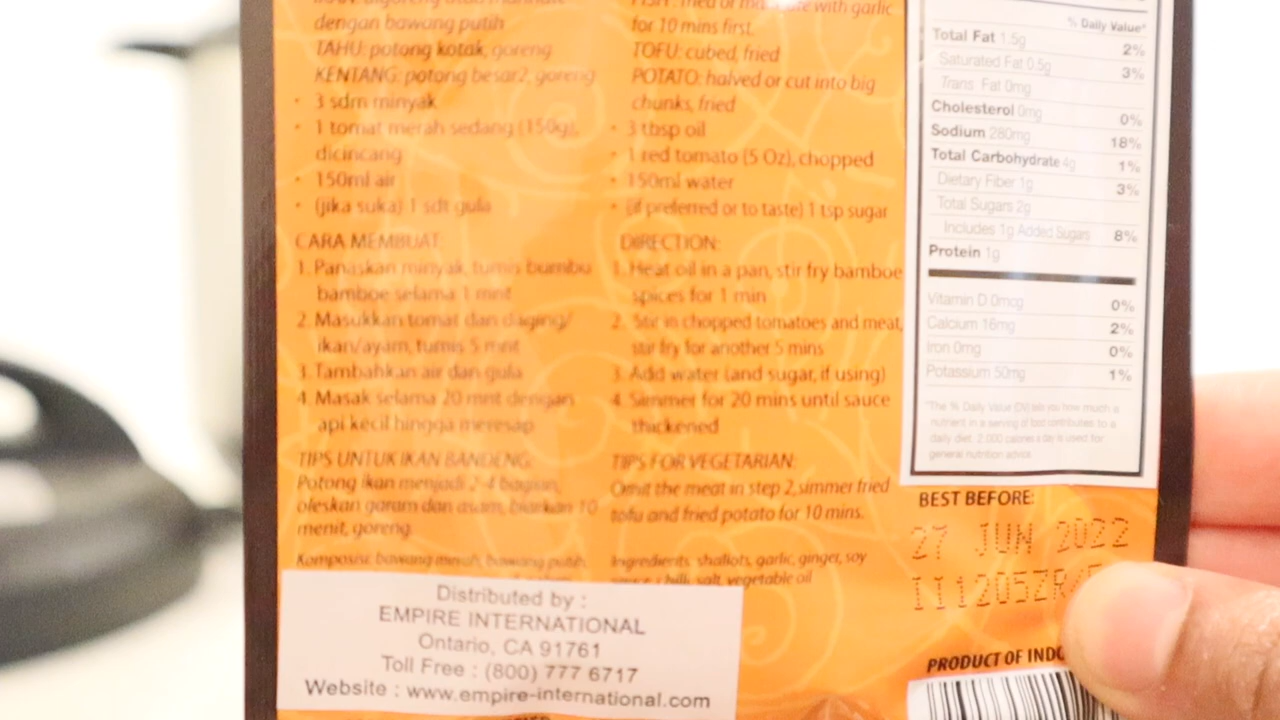 dengan bawang putih
TAHU: potong kotak, goreng
KENTANG: potong besar2, goreng
• 3 sdm minyak
• 1 tomat merah sedang (150g),
dicincang
• 150ml air
• (jika suka) 1 sdt gula
CARA MEMBUAT:
1. Panaskan minyak, tumis bumbu
bamboe selama 1 mnt
2. Masukkan tomat dan daging/
ikan/ayam, tumis 5 mnt
3. Tambahkan air dan gula
4. Masak selama 20 mnt dengan
api kecil hingga meresap
TIPS UNTUK IKAN BANDENG:
Potong ikan menjadi 2-4 bagian,
oleskan garam dan asam, biarkan 10
menit, goreng.
Komposisi: bawang merah, bawang putih,
with garlic
for 10 mins first.
TOFU: cubed, fried
POTATO: halved or cut into big
chunks, fried
• 3 tbsp oil
• 1 red tomato (5 Oz), chopped
• 150ml water
• (if preferred or to taste) 1 tsp sugar
DIRECTION:
1. Heat oil in a pan, stir fry bamboe
spices for 1 min
2. Stir in chopped tomatoes and meat,
stir fry for another 5 mins
3. Add water (and sugar, if using)
4. Simmer for 20 mins until sauce
thickened
TIPS FOR VEGETARIAN:
Omit the meat in step 2, simmer fried
tofu and fried potato for 10 mins.
Ingredients: shallots, garlic, ginger, soy
chilli, salt, vegetable oil
% Daily Value*
Total Fat 1.5g 2%
Saturated Fat 0.5g 3%
Trans Fat 0mg
Cholesterol 0mg 0%
Sodium 280mg 18%
Total Carbohydrate 4g 1%
Dietary Fiber 1g 3%
Total Sugars 2g
Includes 1g Added Sugars 8%
Protein 1g
Vitamin D 0mcg 0%
Calcium 16mg 2%
Iron 0mg 0%
Potassium 50mg 1%
*The % Daily Value (DV) tells you how much a
nutrient in a serving of food contributes to a
daily diet. 2,000 calories a day is used for
general nutrition advice.
BEST BEFORE:
27 JUN 2022
III205ZR/
PRODUCT OF
Distributed by :
EMPIRE INTERNATIONAL
Ontario, CA 91761
Toll Free : (800) 777 6717
Website : www.empire-international.com